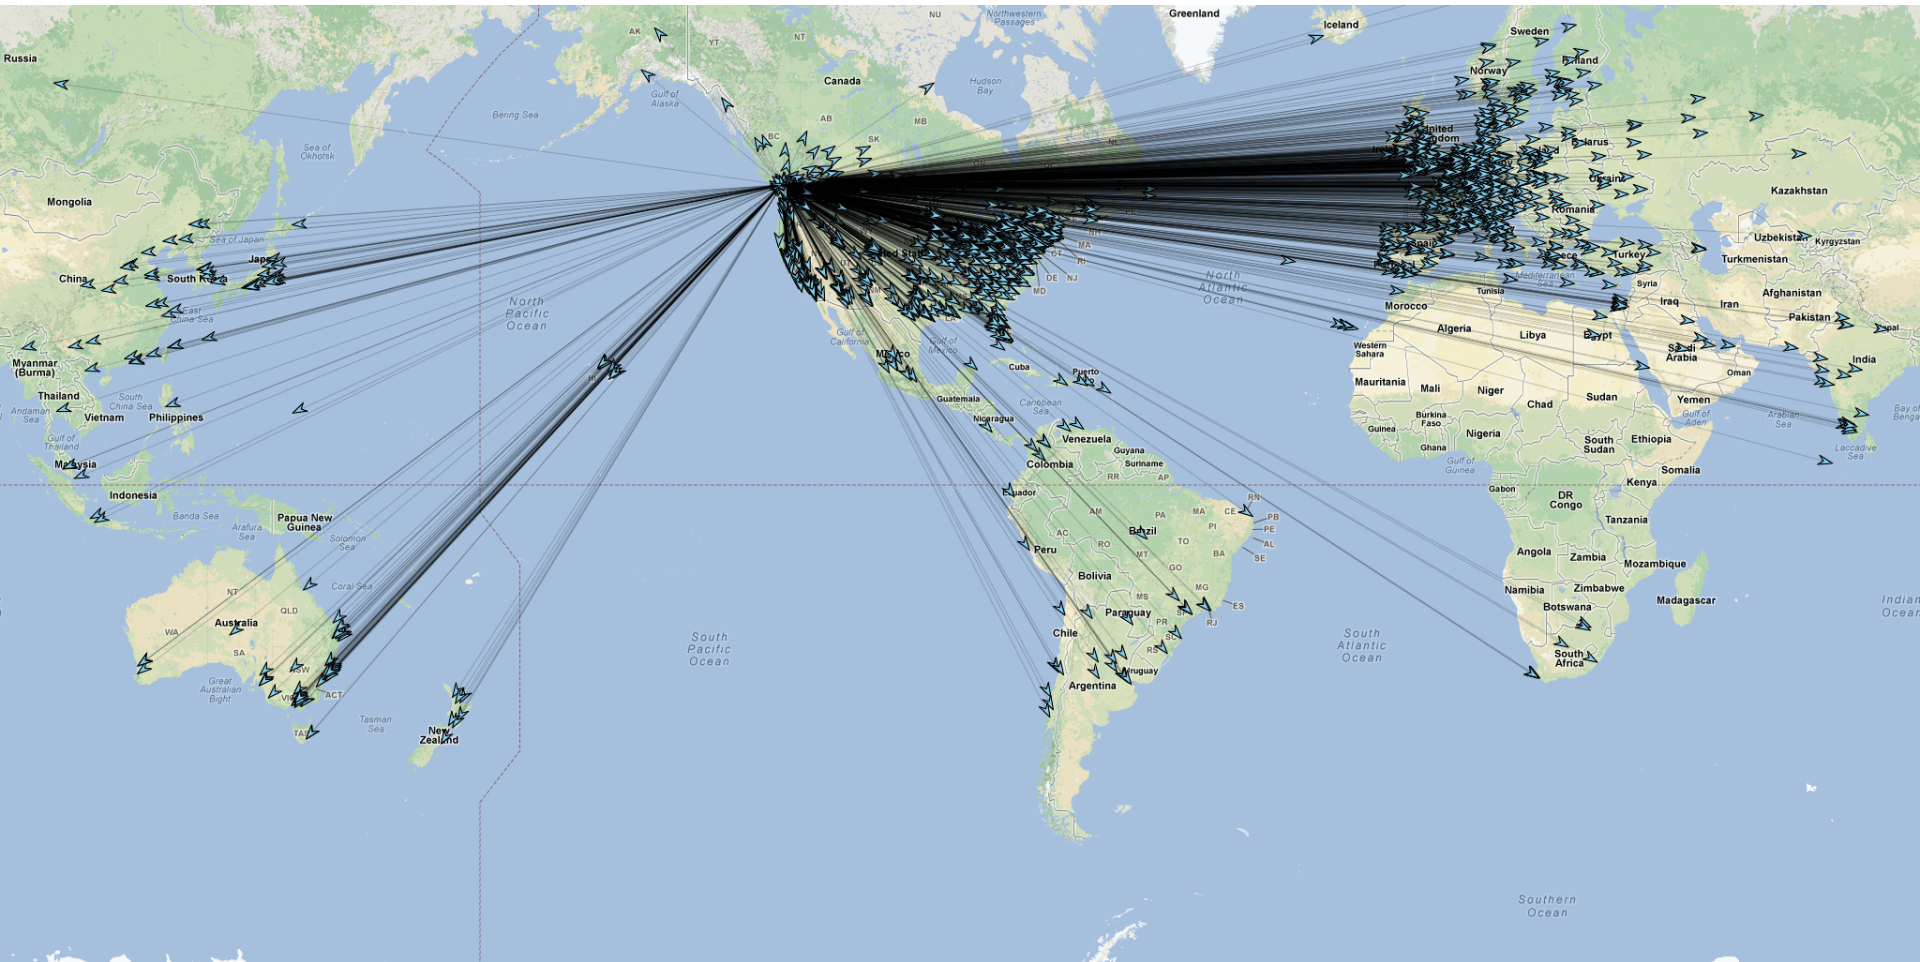 Greenland
NU
Northwestern
Passages
Iceland
Sweden
AK
YT
NT
Russia
Norway
Canada
Hudson
Bay
Gulf of
Alaska
Bering Sea
AB
MB
SK
BC
NL
Sea of
Okhotsk
Mongolia
Kazakhstan
Romania
Sea of Japan
Uzbekistan
Kyrgyzstan
Turkmenistan
Turkey
NH
MA
CT
RI
DE
NJ
MD
China
Mediterranean
Sea
Tunisia
Syria
Iraq
Iran
Afghanistan
Pakistan
North
Pacific
Ocean
North
Atlantic
Ocean
Morocco
Algeria
Libya
Egypt
East
China Sea
Gulf of
California
Gulf of
Mexico
Western
Sahara
Saudi
Arabia
Oman
India
Myanmar
(Burma)
Thailand
Vietnam
Philippines
South
China Sea
Andaman
Sea
Gulf of
Thailand
Cuba
Puerto
Guatemala
Caribbean
Sea
Nicaragua
Mauritania
Mali
Niger
Chad
Sudan
Yemen
Gulf of
Aden
Arabian
Sea
Bay of
Laccadive
Sea
Burkina
Faso
Guinea
Ghana
Nigeria
South
Sudan
Ethiopia
Somalia
Gulf of
Guinea
Venezuela
Guyana
Suriname
Colombia
RR
AP
Malaysia
Indonesia
Banda Sea
Arafura
Sea
Papua New
Guinea
Solomon
Sea
Ecuador
Gabon
DR
Congo
Kenya
Tanzania
AM
PA
MA
CE
RN
PB
PE
AL
SE
PI
Brazil
AC
RO
TO
MT
BA
Peru
GO
Bolivia
MG
MS
ES
RJ
Angola
Zambia
Mozambique
Namibia
Zimbabwe
Botswana
Madagascar
Indian
Coral Sea
NT
QLD
Australia
WA
SA
Great
Australian
Bight
ACT
TAS
Tasman
Sea
New
Zealand
South
Pacific
Ocean
Paraguay
PR
SC
RS
Chile
Uruguay
Argentina
South
Atlantic
Ocean
South
Africa
Southern
Ocean